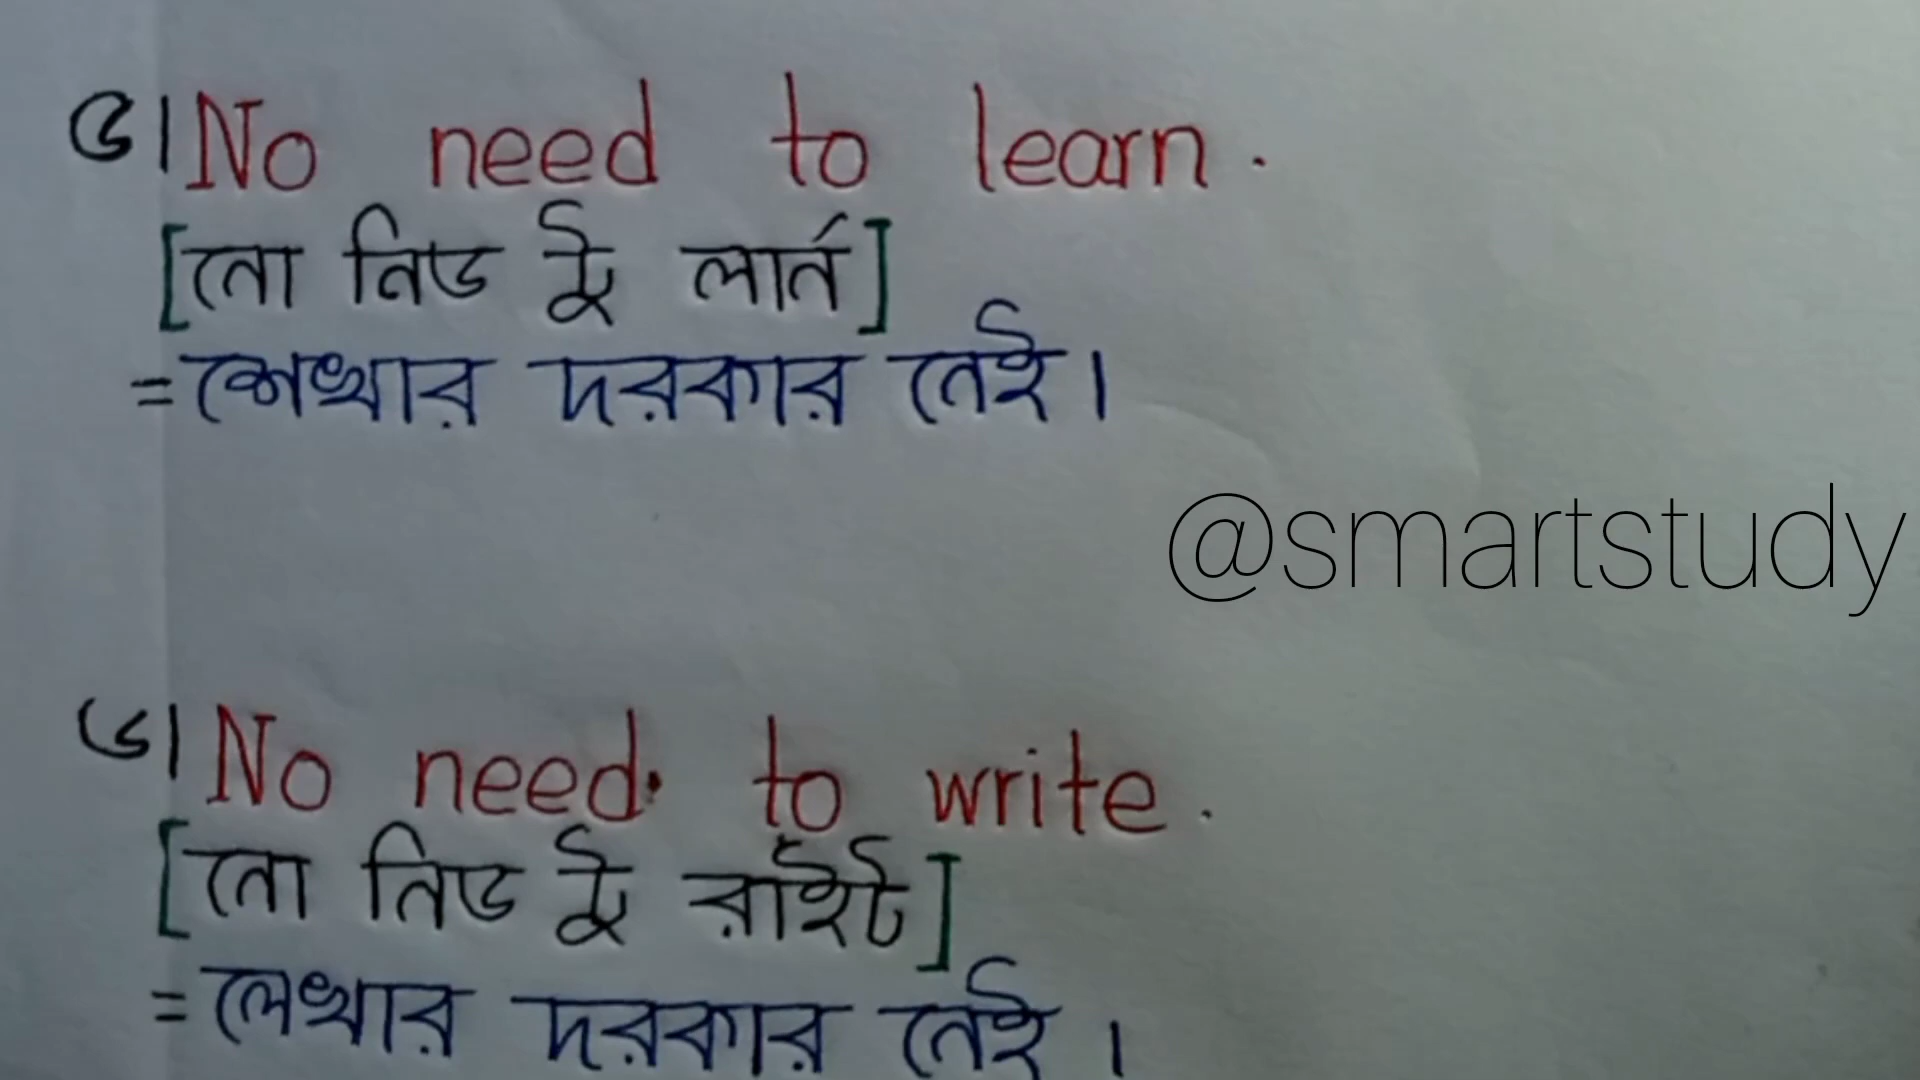 ৫।No need to learn.
[নো নিড টু লার্ন]
=শেখার দরকার নেই।
@smartstudy
৬।No need to write.
[নো নিড টু রাইট]
=লেখার দরকার নেই।